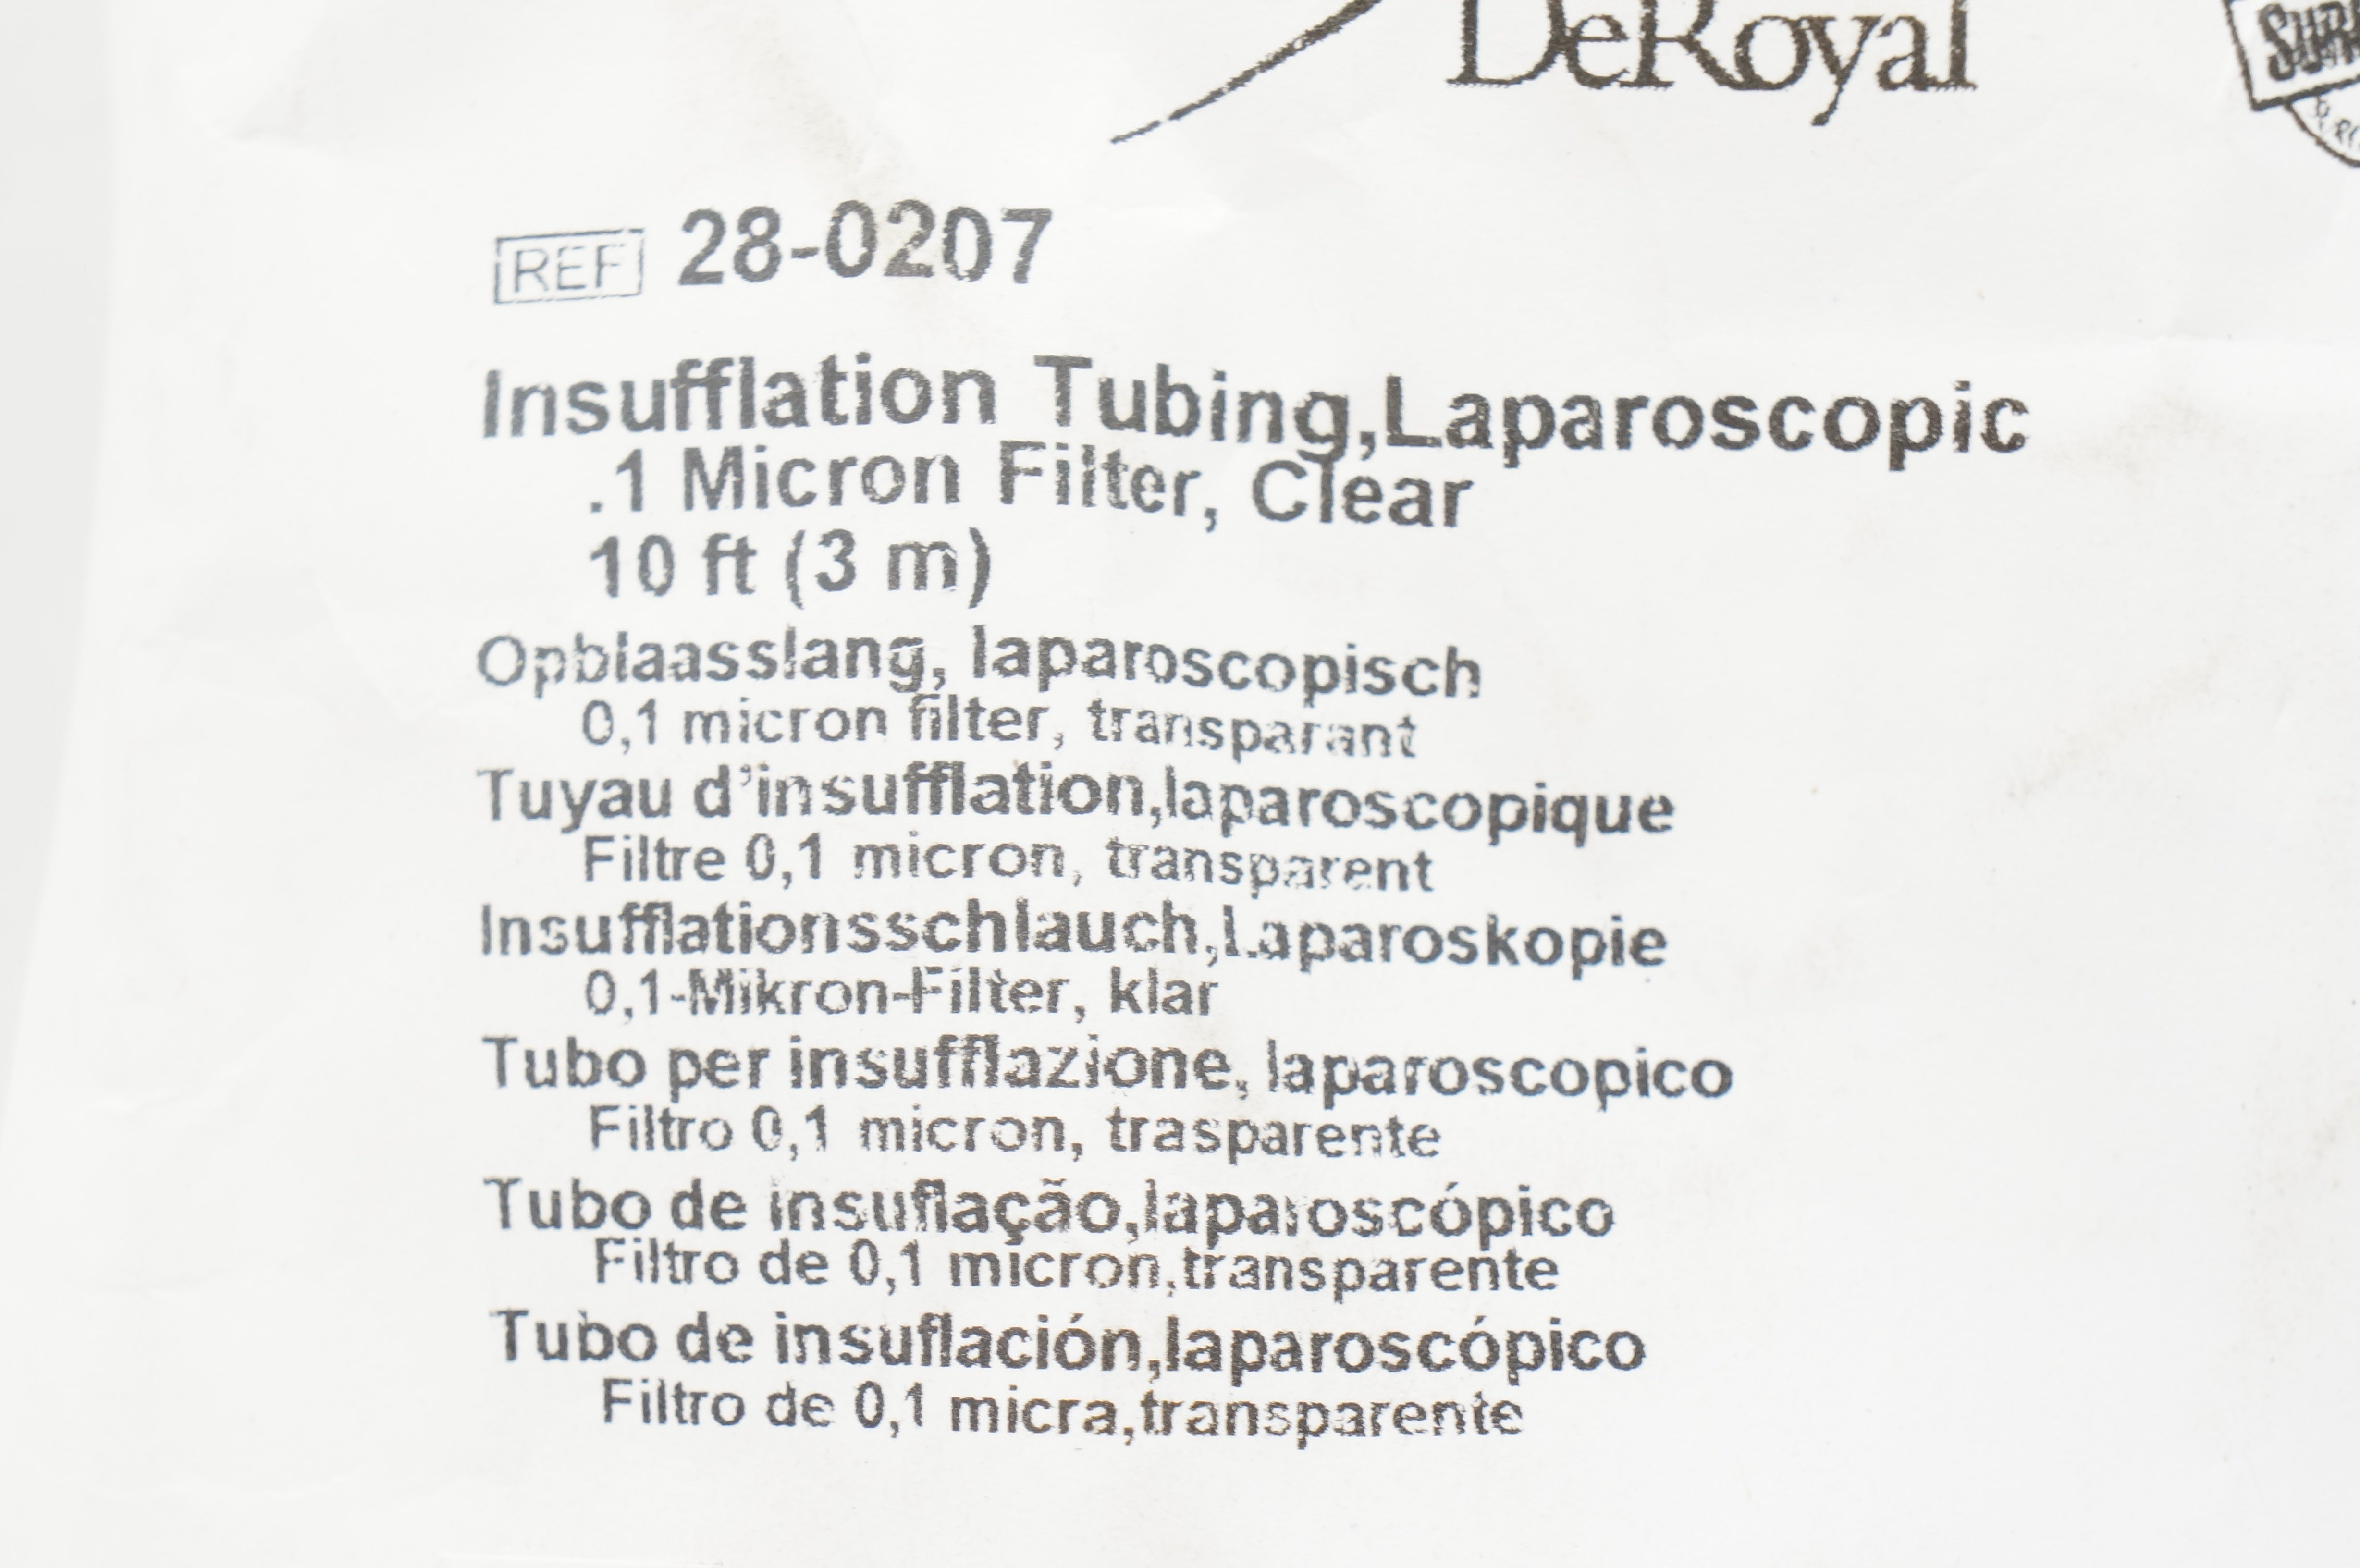 DeRoyal
REF 28-0207
Insufflation Tubing,Laparoscopic
.1 Micron Filter, Clear
10 ft (3 m)
Opblaasslang, laparoscopisch
0,1 micron filter, transparant
Tuyau d'insufflation,laparoscopique
Filtre 0,1 micron, transparent
Insufflationsschlauch,Laparoskopie
0,1-Mikron-Filter, klar
Tubo per insufflazione, laparoscopico
Filtro 0,1 micron, trasparente
Tubo de insuflação,laparoscópico
Filtro de 0,1 micron,transparente
Tubo de insuflación,laparoscópico
Filtro de 0,1 micra,transparente